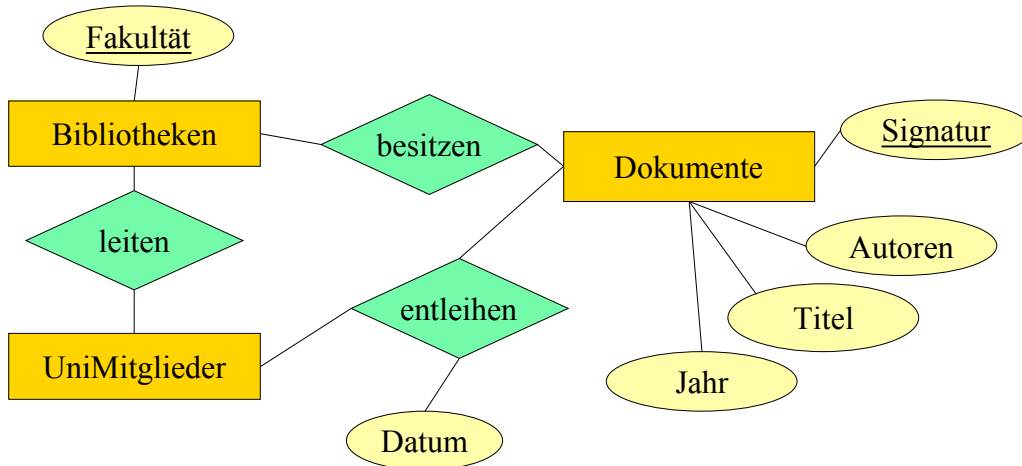 Fakultät
Bibliotheken
besitzen
Signatur
Dokumente
leiten
Autoren
entleihen
Titel
UniMitglieder
Jahr
Datum